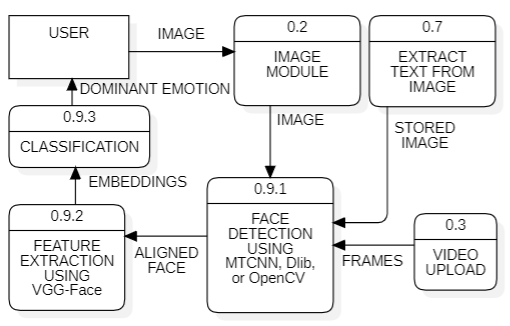 USER
IMAGE
0.2
IMAGE
MODULE
0.7
EXTRACT
TEXT FROM
IMAGE
DOMINANT EMOTION
0.9.3
CLASSIFICATION
IMAGE
STORED
IMAGE
EMBEDDINGS
0.9.1
FACE
DETECTION
USING
MTCNN, Dlib,
or OpenCV
0.9.2
FEATURE
EXTRACTION
USING
VGG-Face
ALIGNED
FACE
FRAMES
0.3
VIDEO
UPLOAD